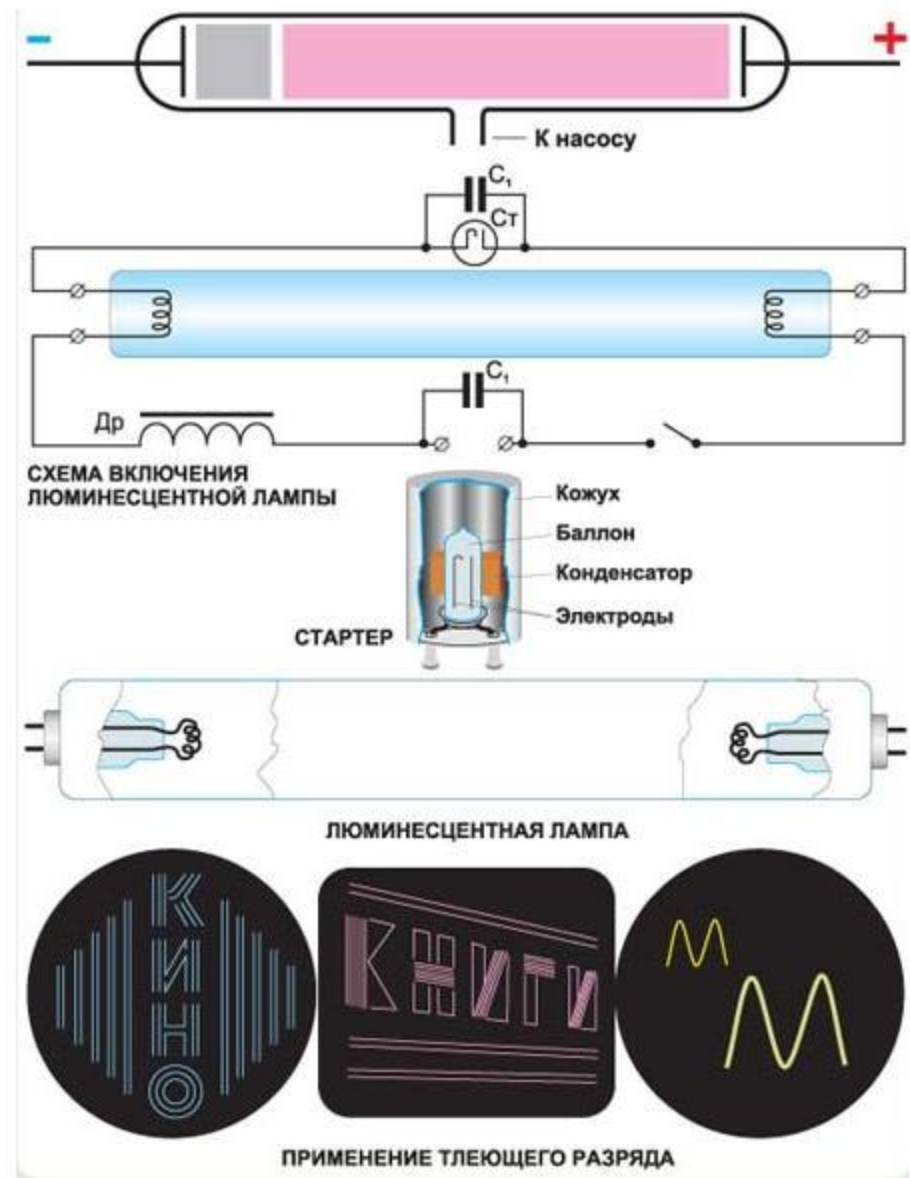 − +
К насосу
C₁
Ст
C₁
Др
СХЕМА ВКЛЮЧЕНИЯ
ЛЮМИНЕСЦЕНТНОЙ ЛАМПЫ
Кожух
Баллон
Конденсатор
Электроды
СТАРТЕР
ЛЮМИНЕСЦЕНТНАЯ ЛАМПА
КИНО
КНИГИ
М
М
ПРИМЕНЕНИЕ ТЛЕЮЩЕГО РАЗРЯДА